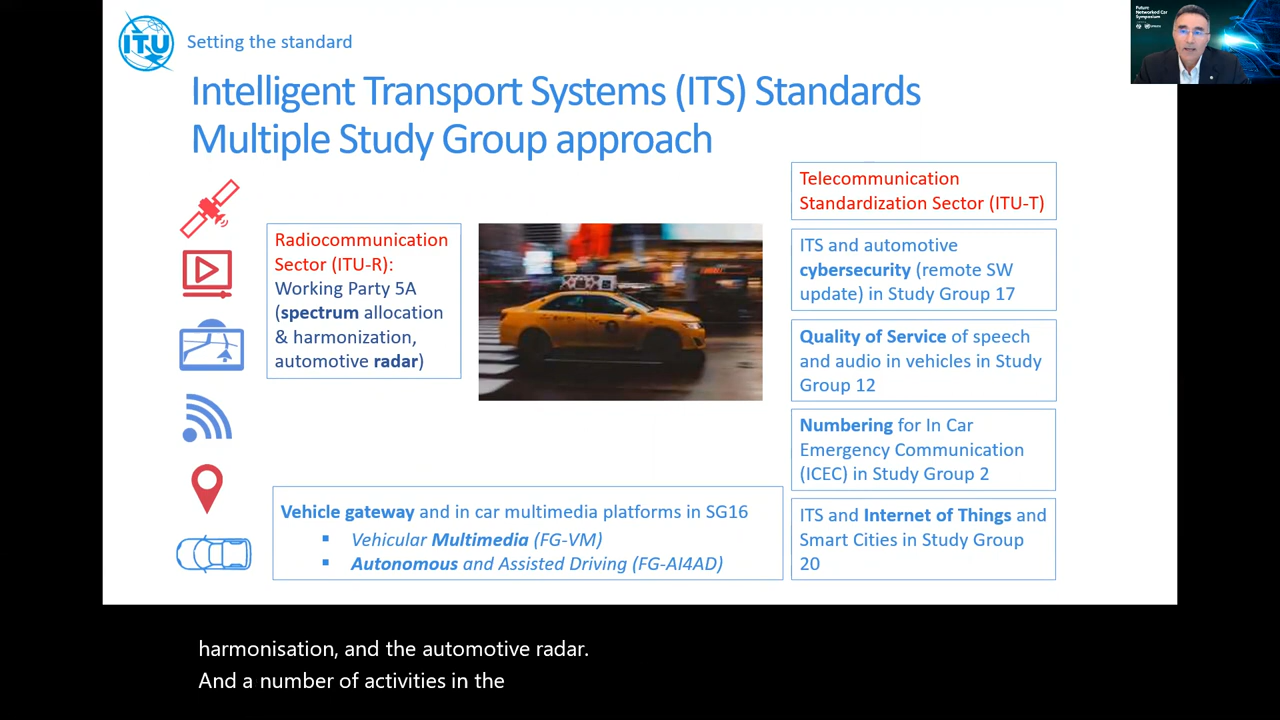 ITU
Setting the standard
Intelligent Transport Systems (ITS) Standards
Multiple Study Group approach
Radiocommunication
Sector (ITU-R):
Working Party 5A
(spectrum allocation
& harmonization,
automotive radar)
Telecommunication
Standardization Sector (ITU-T)
ITS and automotive
cybersecurity (remote SW
update) in Study Group 17
Quality of Service of speech
and audio in vehicles in Study
Group 12
Numbering for In Car
Emergency Communication
(ICEC) in Study Group 2
ITS and Internet of Things and
Smart Cities in Study Group
20
Vehicle gateway and in car multimedia platforms in SG16
▪ Vehicular Multimedia (FG-VM)
▪ Autonomous and Assisted Driving (FG-AI4AD)
Future
Networked Car
Symposium
harmonisation, and the automotive radar.
And a number of activities in the